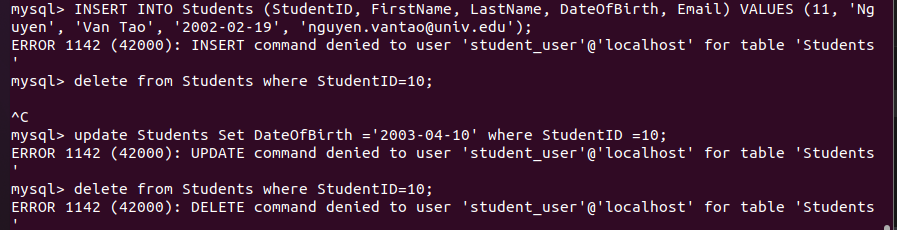 mysql> INSERT INTO Students (StudentID, FirstName, LastName, DateOfBirth, Email) VALUES (11, 'Ng
uyen', 'Van Tao', '2002-02-19', 'nguyen.vantao@univ.edu');
ERROR 1142 (42000): INSERT command denied to user 'student_user'@'localhost' for table 'Students
'
mysql> delete from Students where StudentID=10;
^C
mysql> update Students Set DateOfBirth ='2003-04-10' where StudentID =10;
ERROR 1142 (42000): UPDATE command denied to user 'student_user'@'localhost' for table 'Students
'
mysql> delete from Students where StudentID=10;
ERROR 1142 (42000): DELETE command denied to user 'student_user'@'localhost' for table 'Students
'